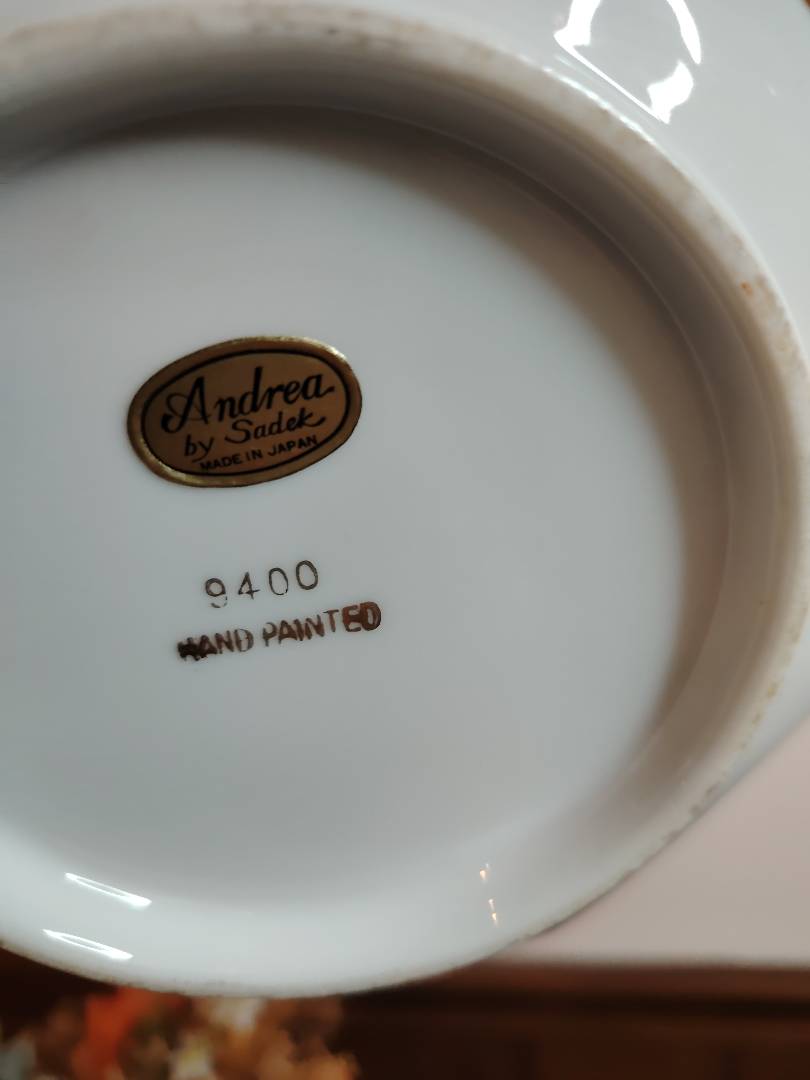 Andrea
by Sadek
MADE IN JAPAN
9400
HAND PAINTED